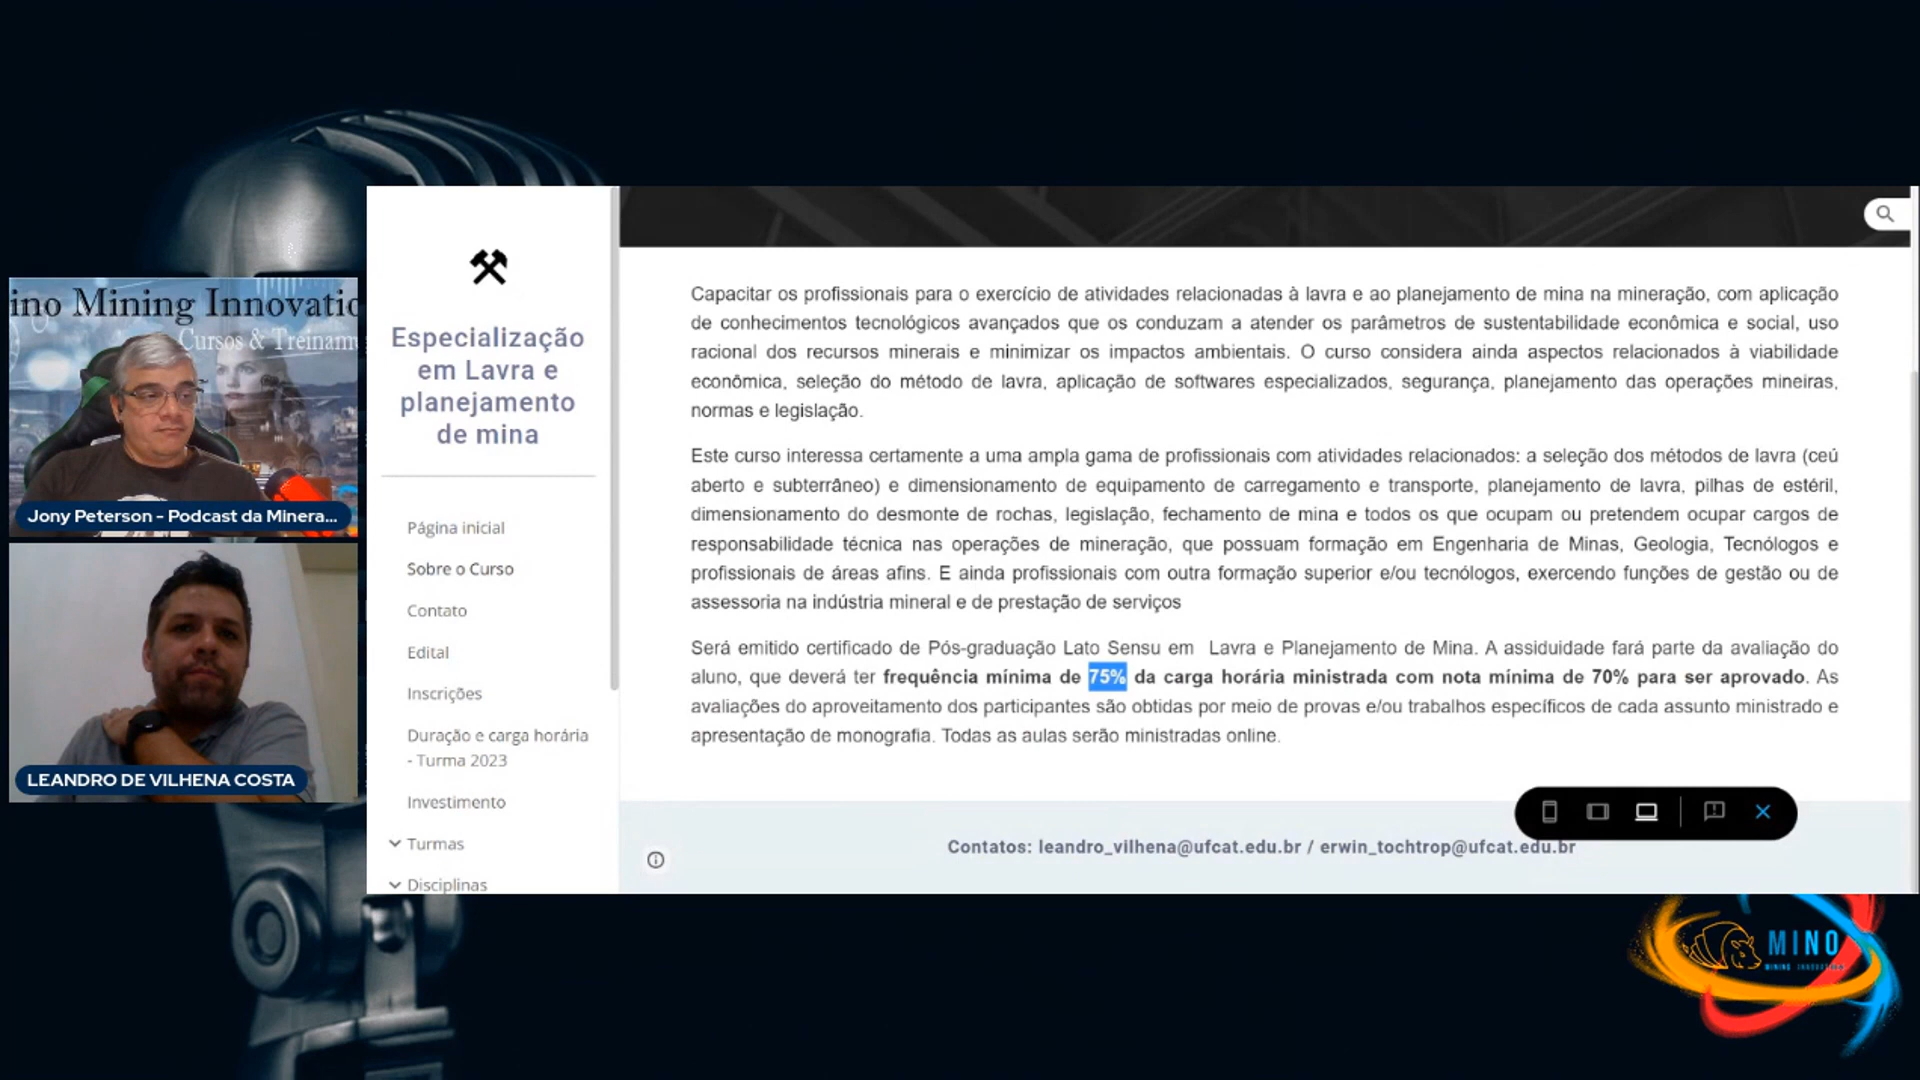 ino Mining Innovatio
Cursos & Treinam
Jony Peterson - Podcast da Minera...
LEANDRO DE VILHENA COSTA
Especialização
em Lavra e
planejamento
de mina
Página inicial
Sobre o Curso
Contato
Edital
Inscrições
Duração e carga horária
- Turma 2023
Investimento
Turmas
Disciplinas
Capacitar os profissionais para o exercício de atividades relacionadas à lavra e ao planejamento de mina na mineração, com aplicação
de conhecimentos tecnológicos avançados que os conduzam a atender os parâmetros de sustentabilidade econômica e social, uso
racional dos recursos minerais e minimizar os impactos ambientais. O curso considera ainda aspectos relacionados à viabilidade
econômica, seleção do método de lavra, aplicação de softwares especializados, segurança, planejamento das operações mineiras,
normas e legislação.
Este curso interessa certamente a uma ampla gama de profissionais com atividades relacionados: a seleção dos métodos de lavra (ceú
aberto e subterrâneo) e dimensionamento de equipamento de carregamento e transporte, planejamento de lavra, pilhas de estéril,
dimensionamento do desmonte de rochas, legislação, fechamento de mina e todos os que ocupam ou pretendem ocupar cargos de
responsabilidade técnica nas operações de mineração, que possuam formação em Engenharia de Minas, Geologia, Tecnólogos e
profissionais de áreas afins. E ainda profissionais com outra formação superior e/ou tecnólogos, exercendo funções de gestão ou de
assessoria na indústria mineral e de prestação de serviços
Será emitido certificado de Pós-graduação Lato Sensu em Lavra e Planejamento de Mina. A assiduidade fará parte da avaliação do
aluno, que deverá ter frequência mínima de 75% da carga horária ministrada com nota mínima de 70% para ser aprovado. As
avaliações do aproveitamento dos participantes são obtidas por meio de provas e/ou trabalhos específicos de cada assunto ministrado e
apresentação de monografia. Todas as aulas serão ministradas online.
Contatos: leandro_vilhena@ufcat.edu.br / erwin_tochtrop@ufcat.edu.br
MINO
MINING INNOVATION